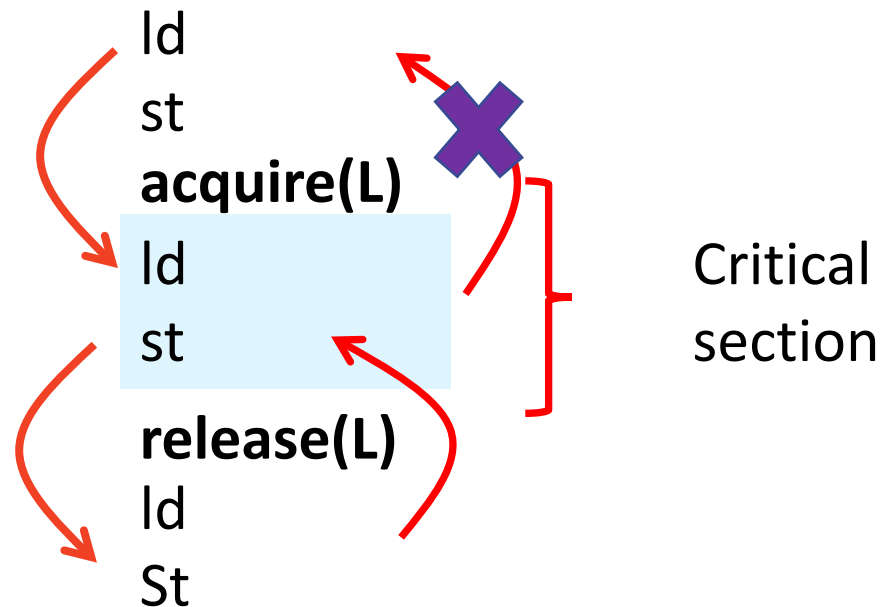 ld
st
acquire(L)
ld
st
release(L)
ld
St
Critical
section